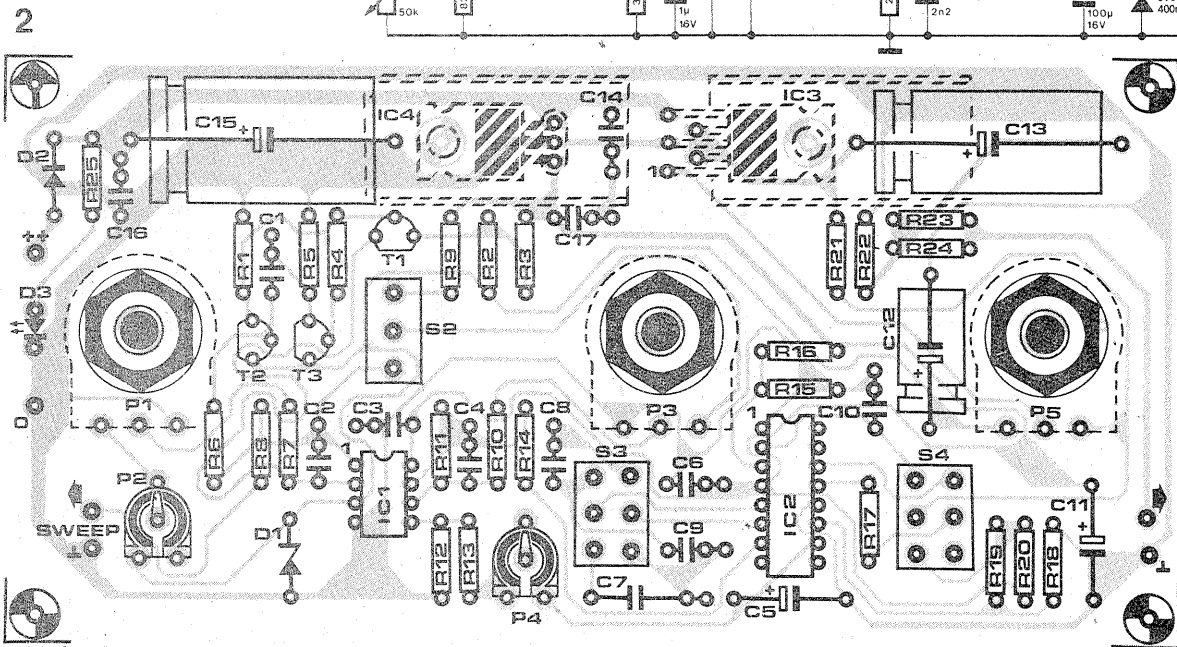 2
50k
1µ
16V
2n2
100µ
16V
C15
IC4
C14
IC3
C13
D2
R25
C16
1
++
R1
C1
R5
R4
T1
R9
R2
R3
C17
R21
R22
R23
R24
D3
S2
C12
T2
T3
R16
R15
P1
P3
P5
0
R6
R8
R7
C2
C3
R11
C4
R10
R14
C8
1
C10
1
P2
S3
C6
S4
IC1
IC2
C11
SWEEP
D1
R17
C9
R12
R13
R19
R20
R18
C7
C5
P4
+
⊥